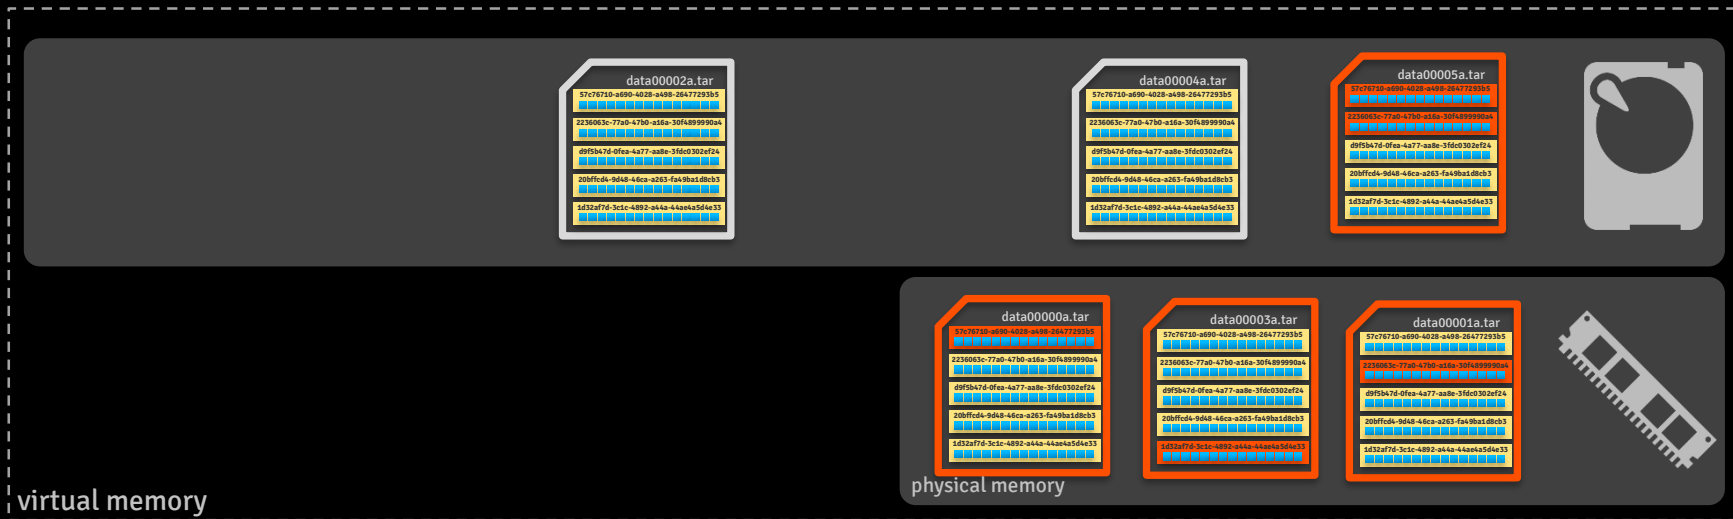 data00002a.tar
57c76710-a690-4028-a498-26477293b5
2236063c-77a0-47b0-a16a-30f4899990a4
d9f5b47d-0fea-4a77-aa8e-3fdc0302ef24
20bffcd4-9d48-46ca-a263-fa49ba1d8cb3
1d32af7d-3c1c-4892-a44a-44ae4a5d4e33
data00004a.tar
57c76710-a690-4028-a498-26477293b5
2236063c-77a0-47b0-a16a-30f4899990a4
d9f5b47d-0fea-4a77-aa8e-3fdc0302ef24
20bffcd4-9d48-46ca-a263-fa49ba1d8cb3
1d32af7d-3c1c-4892-a44a-44ae4a5d4e33
data00005a.tar
57c76710-a690-4028-a498-26477293b5
2236063c-77a0-47b0-a16a-30f4899990a4
d9f5b47d-0fea-4a77-aa8e-3fdc0302ef24
20bffcd4-9d48-46ca-a263-fa49ba1d8cb3
1d32af7d-3c1c-4892-a44a-44ae4a5d4e33
data00000a.tar
57c76710-a690-4028-a498-26477293b5
2236063c-77a0-47b0-a16a-30f4899990a4
d9f5b47d-0fea-4a77-aa8e-3fdc0302ef24
20bffcd4-9d48-46ca-a263-fa49ba1d8cb3
1d32af7d-3c1c-4892-a44a-44ae4a5d4e33
data00003a.tar
57c76710-a690-4028-a498-26477293b5
2236063c-77a0-47b0-a16a-30f4899990a4
d9f5b47d-0fea-4a77-aa8e-3fdc0302ef24
20bffcd4-9d48-46ca-a263-fa49ba1d8cb3
1d32af7d-3c1c-4892-a44a-44ae4a5d4e33
data00001a.tar
57c76710-a690-4028-a498-26477293b5
2236063c-77a0-47b0-a16a-30f4899990a4
d9f5b47d-0fea-4a77-aa8e-3fdc0302ef24
20bffcd4-9d48-46ca-a263-fa49ba1d8cb3
1d32af7d-3c1c-4892-a44a-44ae4a5d4e33
physical memory
virtual memory